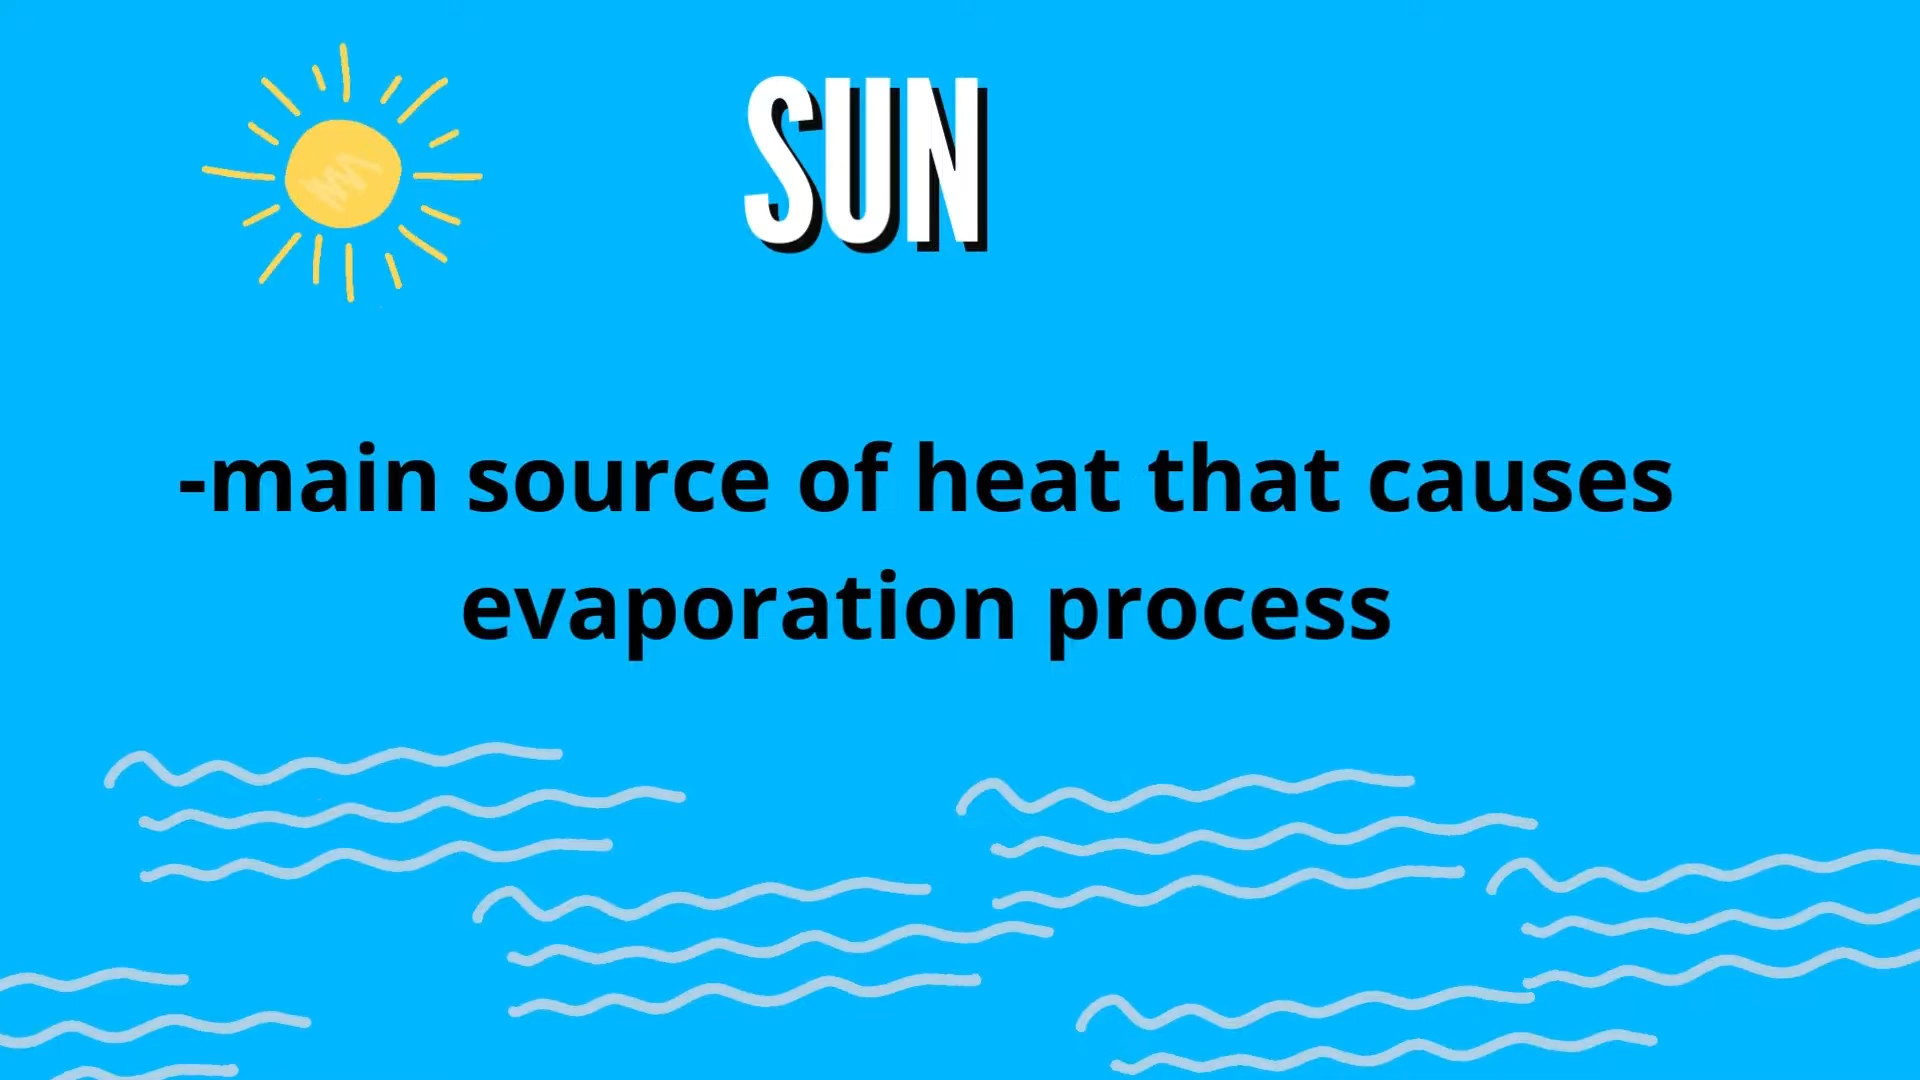 SUN
-main source of heat that causes
evaporation process